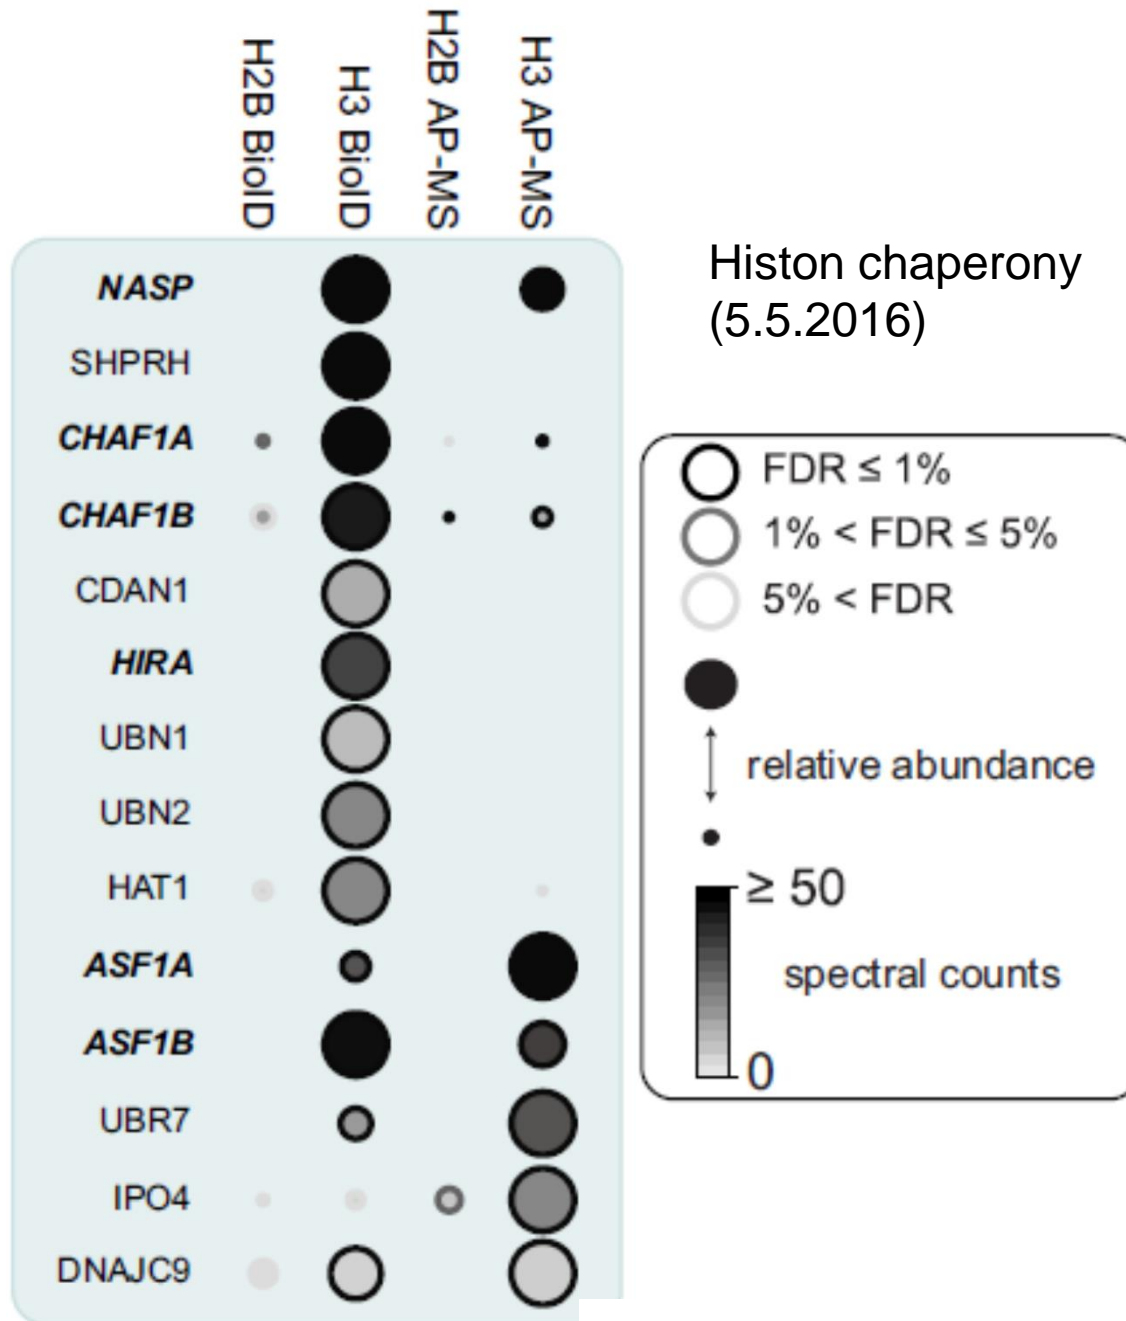 H2B BioID
H3 BioID
H2B AP-MS
H3 AP-MS
NASP
SHPRH
CHAF1A
CHAF1B
CDAN1
HIRA
UBN1
UBN2
HAT1
ASF1A
ASF1B
UBR7
IPO4
DNAJC9
Histon chaperony
(5.5.2016)
FDR ≤ 1%
1% < FDR ≤ 5%
5% < FDR
relative abundance
≥ 50
spectral counts
0